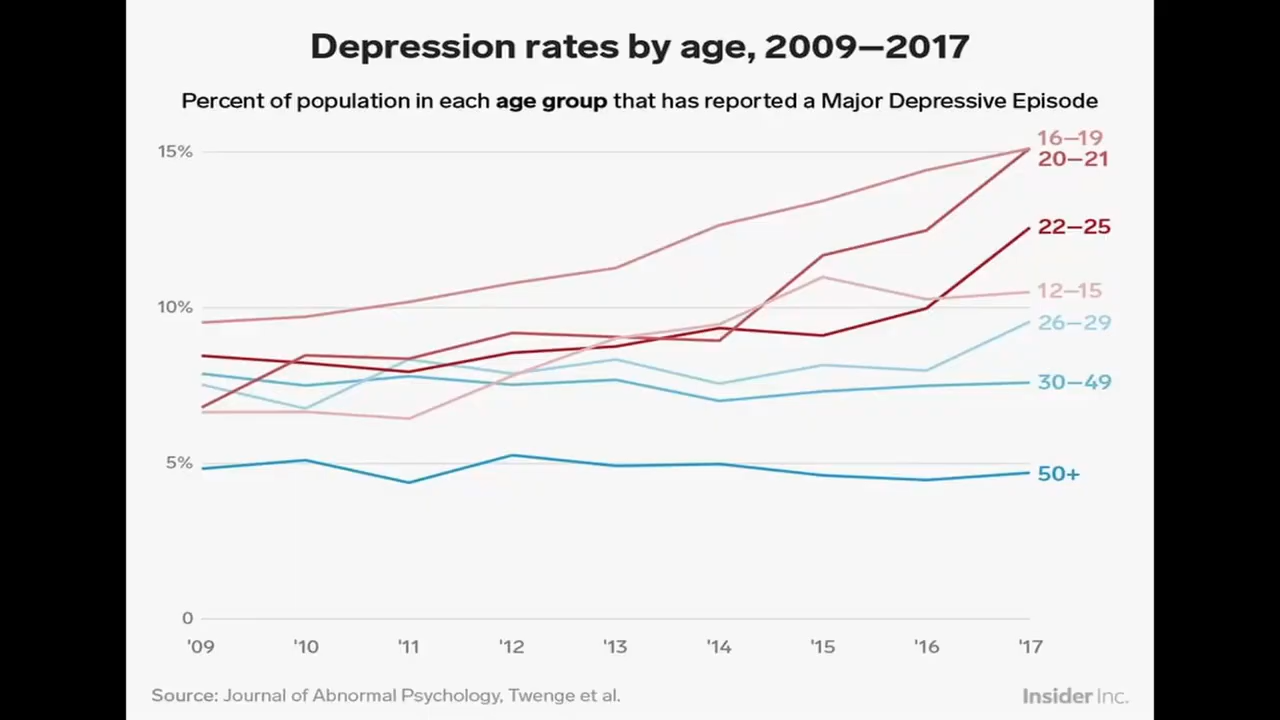 Depression rates by age, 2009–2017
Percent of population in each age group that has reported a Major Depressive Episode
15%
10%
5%
0
16–19
20–21
22–25
12–15
26–29
30–49
50+
'09 '10 '11 '12 '13 '14 '15 '16 '17
Source: Journal of Abnormal Psychology, Twenge et al.
Insider Inc.